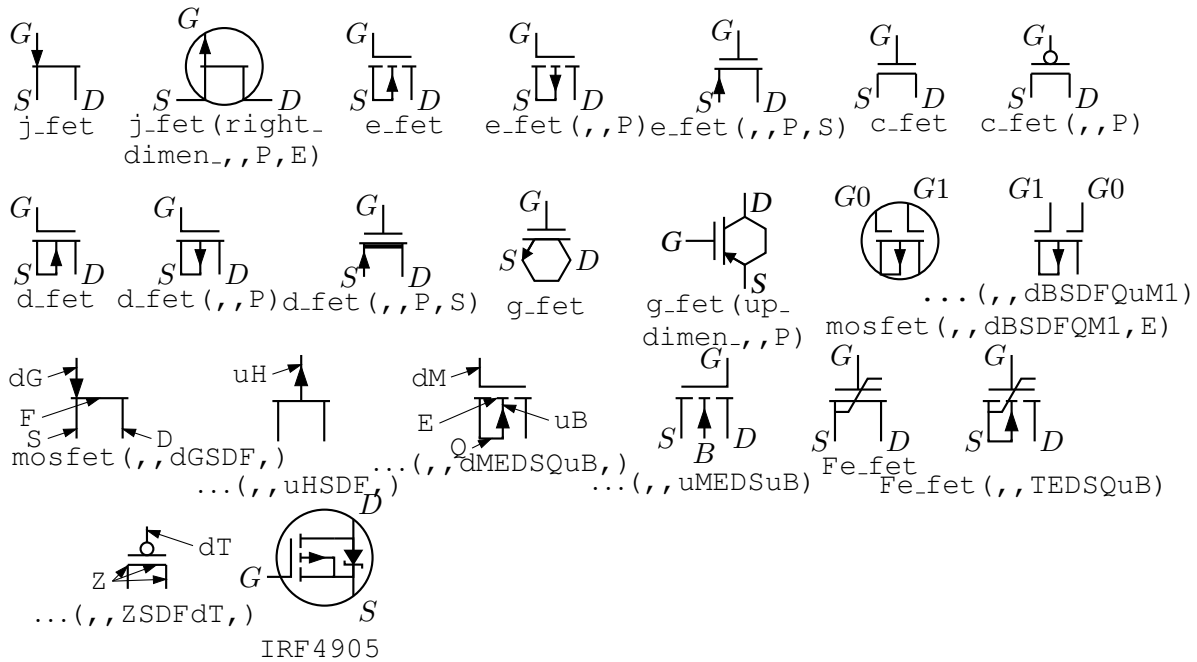 G G G G G G G
S D S D S D S D S D S D S D
j_fet j_fet(right_ e_fet e_fet(,,P) e_fet(,,P,S) c_fet c_fet(,,P)
dimen_,,P,E)
G G G G D G0 G1 G1 G0
G
S D S D S D S D S
d_fet d_fet(,,P) d_fet(,,P,S) g_fet g_fet(up_ ...(,,dBSDFQuM1)
dimen_,,P) mosfet(,,dBSDFQM1,E)
dG uH dM G G G
F E uB
S D Q S B D S D S D
mosfet(,,dGSDF,) ...(,,uHSDF,) ...(,,dMEDSQuB,) ...(,,uMEDSuB) Fe_fet Fe_fet(,,TEDSQuB)
dT D
Z G
...(,,ZSDFdT,) S
IRF4905